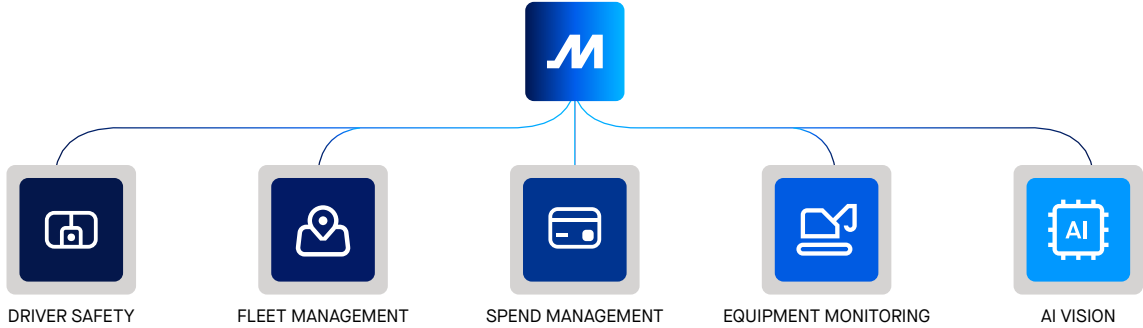 M
DRIVER SAFETY
FLEET MANAGEMENT
SPEND MANAGEMENT
EQUIPMENT MONITORING
AI
AI VISION